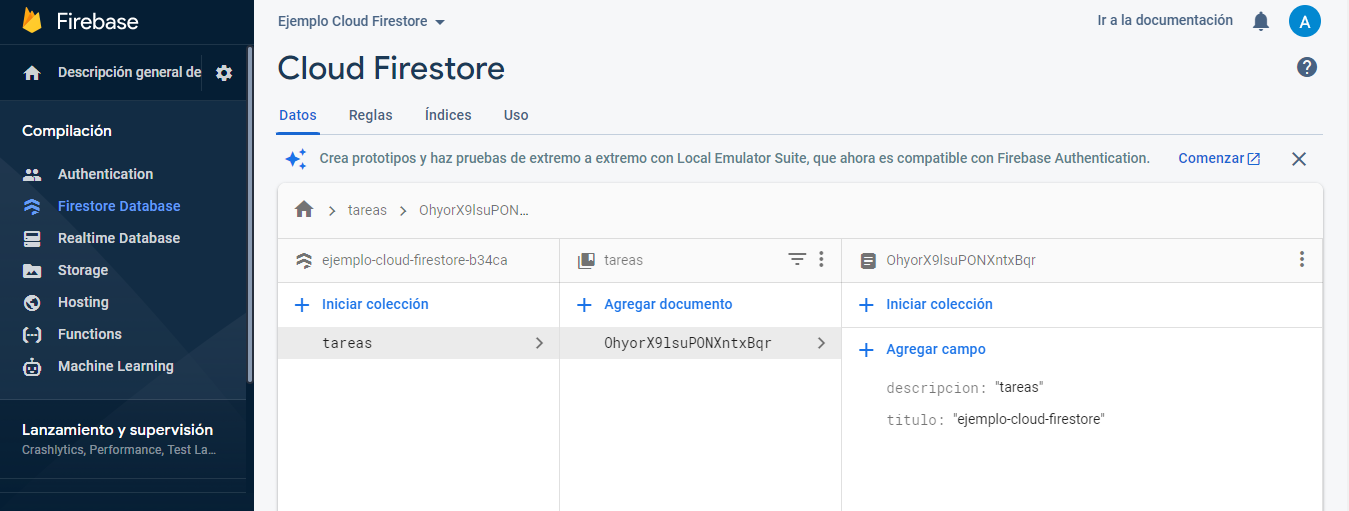 Firebase
Descripción general de
Compilación
Authentication
Firestore Database
Realtime Database
Storage
Hosting
Functions
Machine Learning
Lanzamiento y supervisión
Crashlytics, Performance, Test La...
Ejemplo Cloud Firestore
Ir a la documentación
A
Cloud Firestore
?
Datos Reglas Índices Uso
Crea prototipos y haz pruebas de extremo a extremo con Local Emulator Suite, que ahora es compatible con Firebase Authentication. Comenzar
tareas OhyorX9lsuPON...
ejemplo-cloud-firestore-b34ca
Iniciar colección
tareas
tareas
Agregar documento
OhyorX9lsuPONXntxBqr
OhyorX9lsuPONXntxBqr
Iniciar colección
Agregar campo
descripcion: "tareas"
titulo: "ejemplo-cloud-firestore"